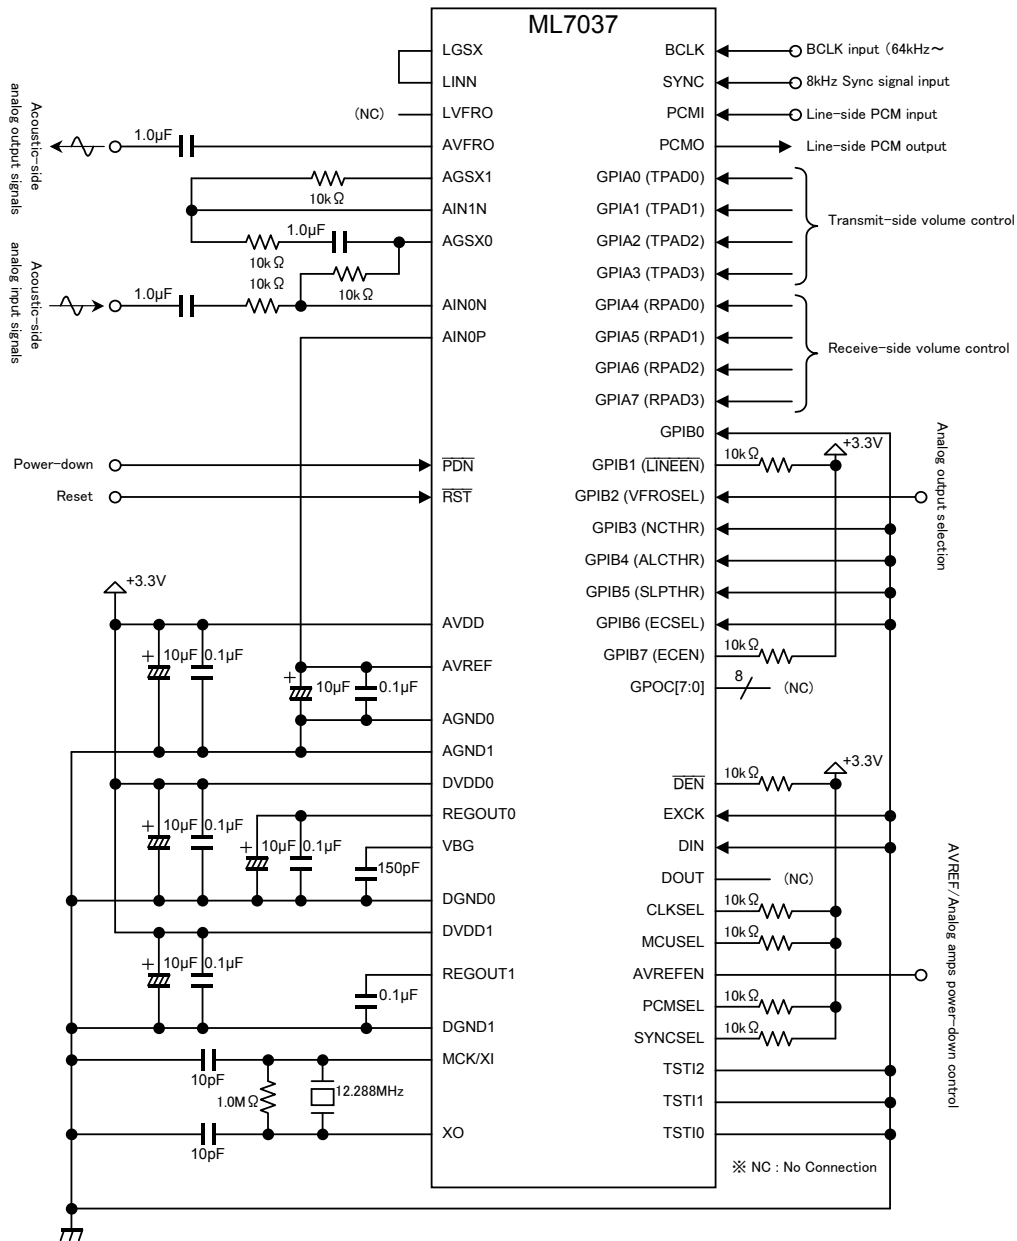 ML7037
LGSX
LINN
(NC)
LVFRO
1.0μF
AVFRO
Acoustic-side
analog output signals
AGSX1
10kΩ
AIN1N
1.0μF
AGSX0
10kΩ
10kΩ
10kΩ
1.0μF
AIN0N
Acoustic-side
analog input signals
AIN0P
Power-down
PDN
Reset
RST
+3.3V
AVDD
+
10μF
0.1μF
AVREF
+
10μF
0.1μF
AGND0
AGND1
DVDD0
REGOUT0
+
10μF
0.1μF
+
10μF
0.1μF
VBG
150pF
DGND0
DVDD1
+
10μF
0.1μF
REGOUT1
0.1μF
DGND1
MCK/XI
10pF
1.0MΩ
12.288MHz
XO
10pF
BCLK
BCLK input (64kHz~
SYNC
8kHz Sync signal input
PCMI
Line-side PCM input
PCMO
Line-side PCM output
GPIA0 (TPAD0)
GPIA1 (TPAD1)
GPIA2 (TPAD2)
GPIA3 (TPAD3)
Transmit-side volume control
GPIA4 (RPAD0)
GPIA5 (RPAD1)
GPIA6 (RPAD2)
GPIA7 (RPAD3)
Receive-side volume control
GPIB0
+3.3V
10kΩ
GPIB1 (LINEEN)
GPIB2 (VFROSEL)
Analog output selection
GPIB3 (NCTHR)
GPIB4 (ALCTHR)
GPIB5 (SLPTHR)
GPIB6 (ECSEL)
10kΩ
GPIB7 (ECEN)
GPOC[7:0]
8
(NC)
+3.3V
10kΩ
DEN
EXCK
DIN
DOUT
(NC)
CLKSEL
10kΩ
MCUSEL
10kΩ
AVREFEN
AVREF/Analog amps power-down control
PCMSEL
10kΩ
SYNCSEL
10kΩ
TSTI2
TSTI1
TSTI0
※ NC : No Connection